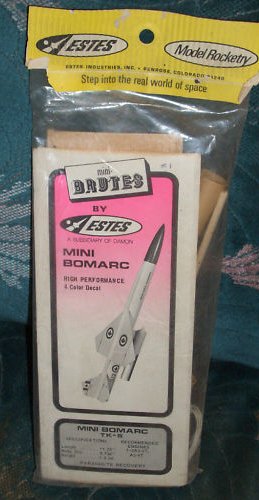 ESTES
Model Rocketry
ESTES INDUSTRIES, INC. • PENROSE, COLORADO 81240
Step into the real world of space
mini-
BRUTES
BY
ESTES
A SUBSIDIARY OF DAMON
MINI
BOMARC
HIGH PERFORMANCE
4 Color Decal
MINI BOMARC
TK-5
SPECIFICATIONS
RECOMMENDED
ENGINES
PARACHUTE RECOVERY